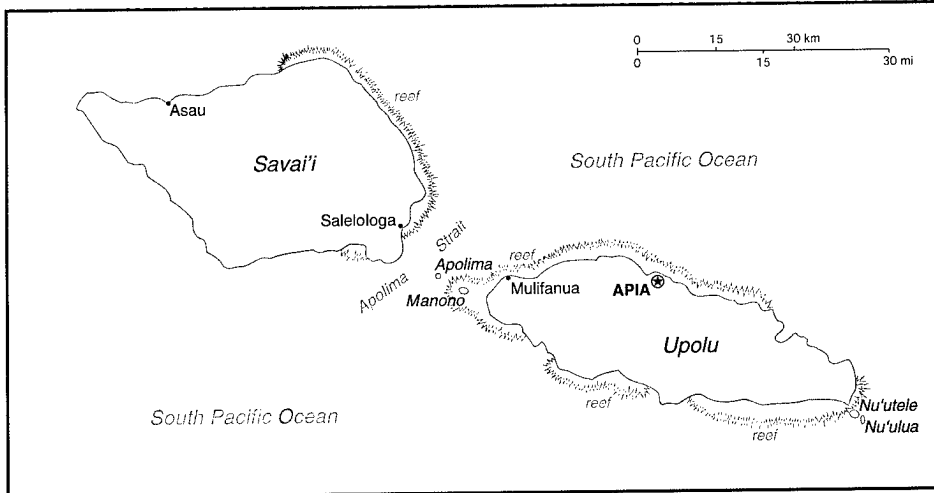 0 15 30 km
0 15 30 mi
reef
Asau
Savai'i
South Pacific Ocean
Salelologa
Apolima Strait
Apolima
reef
Manono
Mulifanua
APIA
Upolu
South Pacific Ocean
reef
reef
Nu'utele
Nu'ulua